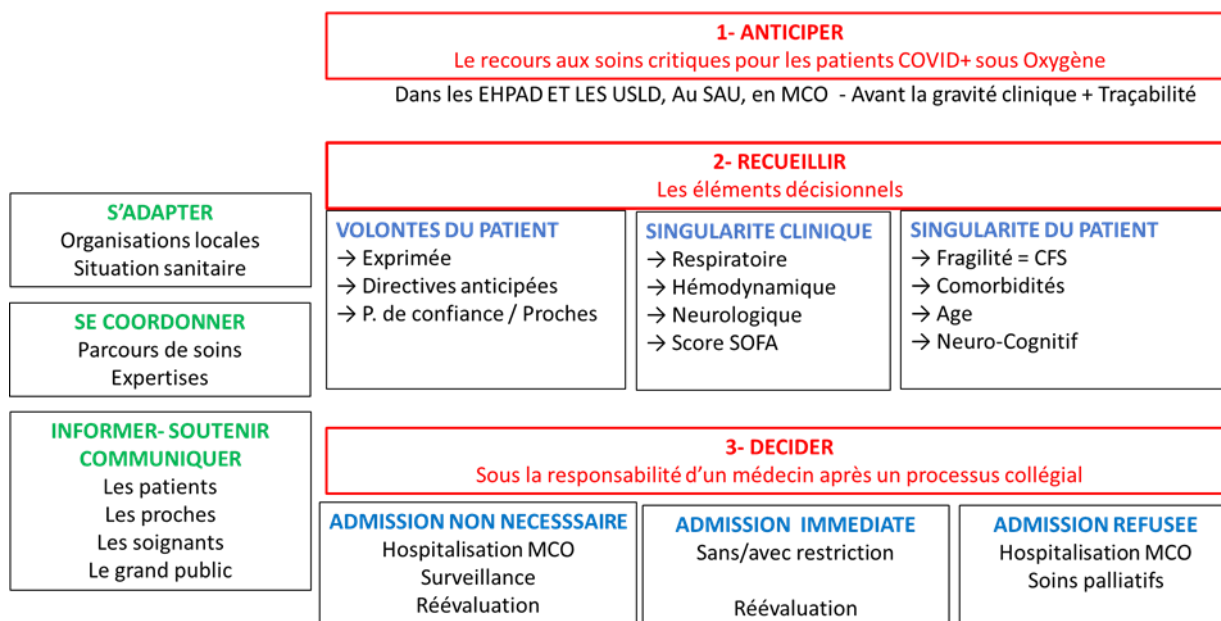 1- ANTICIPER
Le recours aux soins critiques pour les patients COVID+ sous Oxygène
Dans les EHPAD ET LES USLD, Au SAU, en MCO - Avant la gravité clinique + Traçabilité
2- RECUEILLIR
Les éléments décisionnels
S'ADAPTER
Organisations locales
Situation sanitaire
SE COORDONNER
Parcours de soins
Expertises
INFORMER- SOUTENIR
COMMUNIQUER
Les patients
Les proches
Les soignants
Le grand public
VOLONTES DU PATIENT
→ Exprimée
→ Directives anticipées
→ P. de confiance / Proches
SINGULARITE CLINIQUE
→ Respiratoire
→ Hémodynamique
→ Neurologique
→ Score SOFA
SINGULARITE DU PATIENT
→ Fragilité = CFS
→ Comorbidités
→ Age
→ Neuro-Cognitif
3- DECIDER
Sous la responsabilité d'un médecin après un processus collégial
ADMISSION NON NECESSSAIRE
Hospitalisation MCO
Surveillance
Réévaluation
ADMISSION IMMEDIATE
Sans/avec restriction
Réévaluation
ADMISSION REFUSEE
Hospitalisation MCO
Soins palliatifs